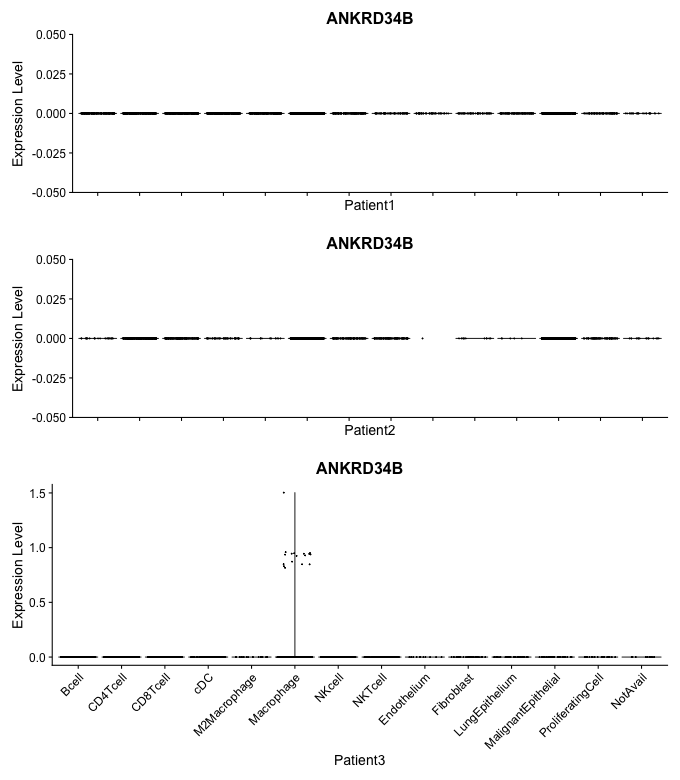 ANKRD34B
Expression Level
0.050
0.025
0.000
-0.025
-0.050
Patient1
ANKRD34B
Expression Level
0.050
0.025
0.000
-0.025
-0.050
Patient2
ANKRD34B
Expression Level
1.5
1.0
0.5
0.0
Bcell
CD4Tcell
CD8Tcell
cDC
M2Macrophage
Macrophage
NKcell
NKTcell
Endothelium
Fibroblast
LungEpithelium
MalignantEpithelial
ProliferatingCell
NotAvail
Patient3